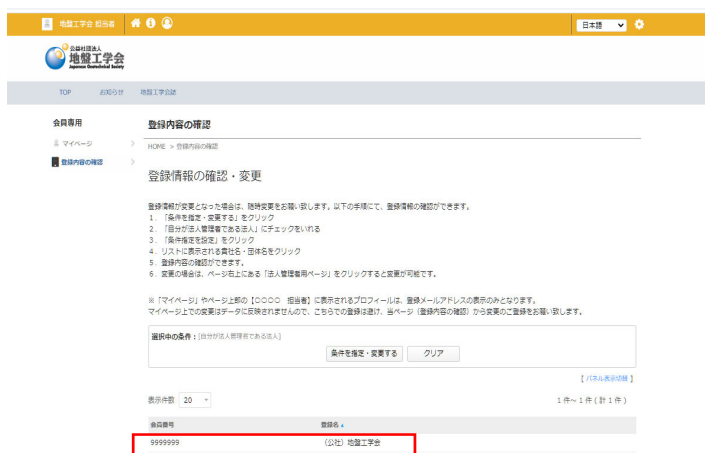 地盤工学会 担当者
日本語
公益社団法人
地盤工学会
Japanese Geotechnical Society
TOP お知らせ 地盤工学会誌
会員専用
マイページ
登録内容の確認
登録内容の確認
HOME > 登録内容の確認
登録情報の確認・変更
登録情報が変更となった場合は、随時変更をお願い致します。以下の手順にて、登録情報の確認ができます。
1. 「条件を指定・変更する」をクリック
2. 「自分が法人管理者である法人」にチェックをいれる
3. 「条件指定を設定」をクリック
4. リストに表示される貴社名・団体名をクリック
5. 登録内容の確認ができます。
6. 変更の場合は、ページ右上にある「法人管理者用ページ」をクリックすると変更が可能です。
※「マイページ」やページ上部の【○○○○ 担当者】に表示されるプロフィールは、登録メールアドレスの表示のみとなります。
マイページ上での変更はデータに反映されませんので、こちらでの登録は避け、当ページ（登録内容の確認）から変更のご登録をお願い致します。
選択中の条件：[自分が法人管理者である法人]
条件を指定・変更する クリア
【 パネル表示切替 】
表示件数 20
1 件～ 1 件 ( 計 1 件 )
会員番号 登録名
9999999 （公社）地盤工学会